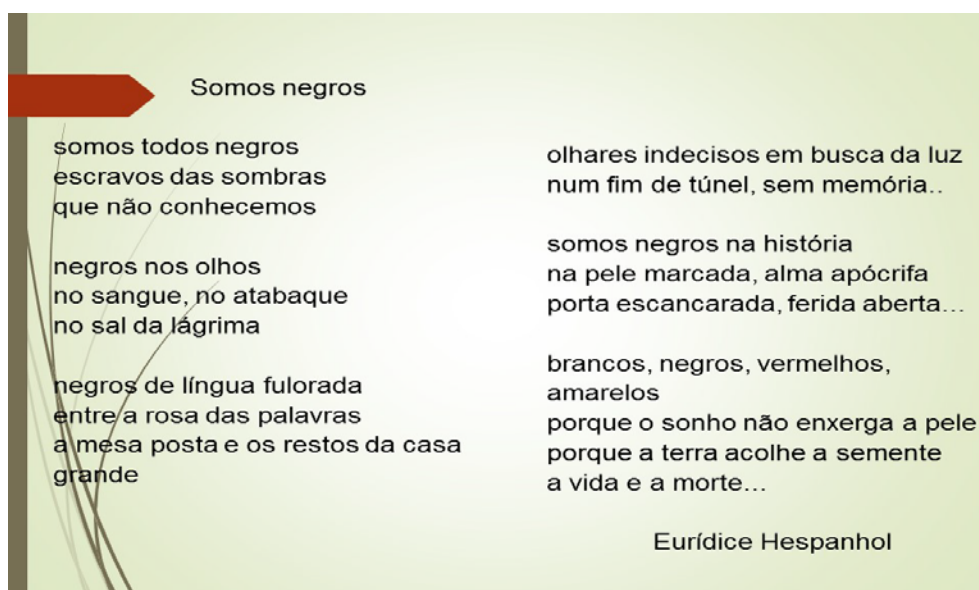 Somos negros
somos todos negros
escravos das sombras
que não conhecemos
negros nos olhos
no sangue, no atabaque
no sal da lágrima
negros de língua fulorada
entre a rosa das palavras
a mesa posta e os restos da casa
grande
olhares indecisos em busca da luz
num fim de túnel, sem memória..
somos negros na história
na pele marcada, alma apócrifa
porta escancarada, ferida aberta...
brancos, negros, vermelhos,
amarelos
porque o sonho não enxerga a pele
porque a terra acolhe a semente
a vida e a morte...
Eurídice Hespanhol